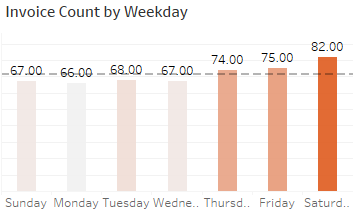 Invoice Count by Weekday
67.00 66.00 68.00 67.00 74.00 75.00 82.00
Sunday Monday Tuesday Wedne.. Thursd.. Friday Saturd..